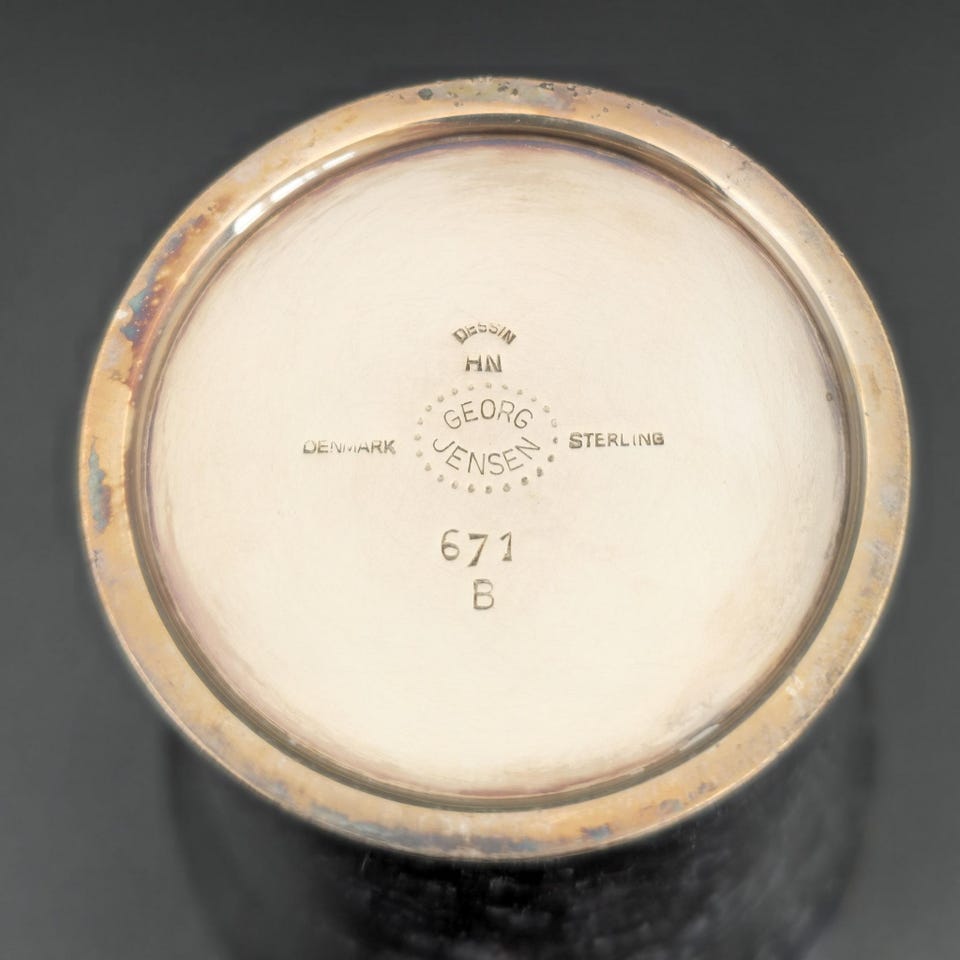 DESSIN
HN
GEORG
JENSEN
DENMARK STERLING
671
B